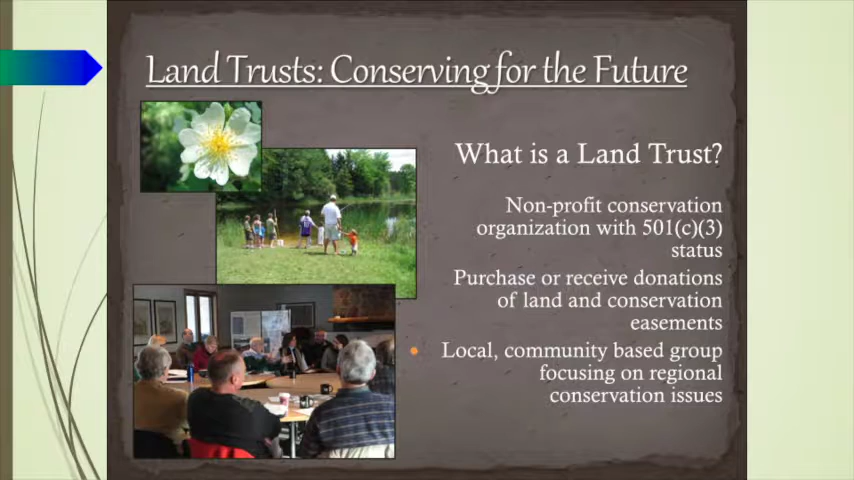 Land Trusts: Conserving for the Future
What is a Land Trust?
Non-profit conservation
organization with 501(c)(3)
status
Purchase or receive donations
of land and conservation
easements
Local, community based group
focusing on regional
conservation issues